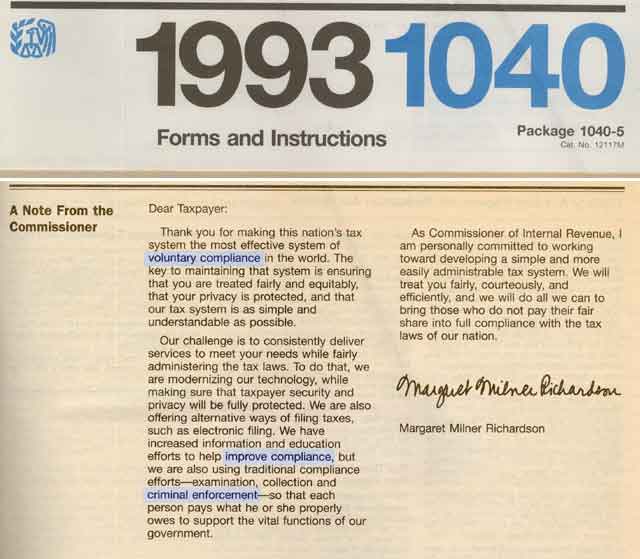 1993 1040
Forms and Instructions
Package 1040-5
Cat. No. 12117M
A Note From the
Commissioner
Dear Taxpayer:
Thank you for making this nation's tax
system the most effective system of
voluntary compliance in the world. The
key to maintaining that system is ensuring
that you are treated fairly and equitably,
that your privacy is protected, and that
our tax system is as simple and
understandable as possible.
Our challenge is to consistently deliver
services to meet your needs while fairly
administering the tax laws. To do that, we
are modernizing our technology, while
making sure that taxpayer security and
privacy will be fully protected. We are also
offering alternative ways of filing taxes,
such as electronic filing. We have
increased information and education
efforts to help improve compliance, but
we are also using traditional compliance
efforts—examination, collection and
criminal enforcement—so that each
person pays what he or she properly
owes to support the vital functions of our
government.
As Commissioner of Internal Revenue, I
am personally committed to working
toward developing a simple and more
easily administrable tax system. We will
treat you fairly, courteously, and
efficiently, and we will do all we can to
bring those who do not pay their fair
share into full compliance with the tax
laws of our nation.
Margaret Milner Richardson
Margaret Milner Richardson